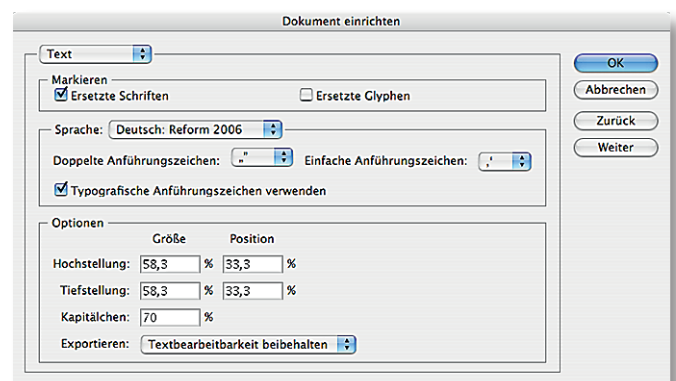 Dokument einrichten
Text
OK
Markieren
Ersetzte Schriften Ersetzte Glyphen
Abbrechen
Zurück
Sprache: Deutsch: Reform 2006
Weiter
Doppelte Anführungszeichen: „” Einfache Anführungszeichen: ‚‘
Typografische Anführungszeichen verwenden
Optionen
Größe Position
Hochstellung: 58,3 % 33,3 %
Tiefstellung: 58,3 % 33,3 %
Kapitälchen: 70 %
Exportieren: Textbearbeitbarkeit beibehalten